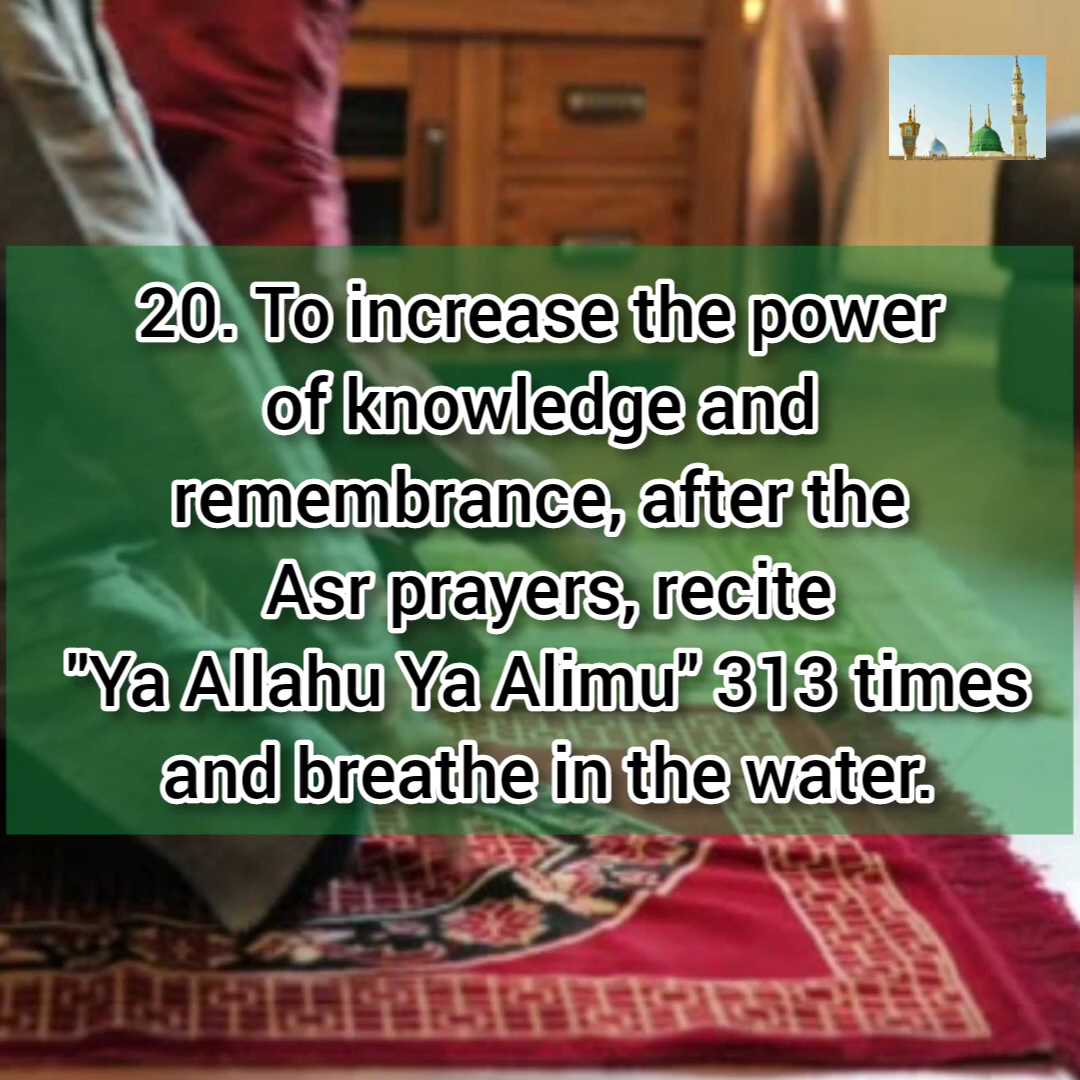 20. To increase the power
of knowledge and
remembrance, after the
Asr prayers, recite
"Ya Allahu Ya Alimu" 313 times
and breathe in the water.